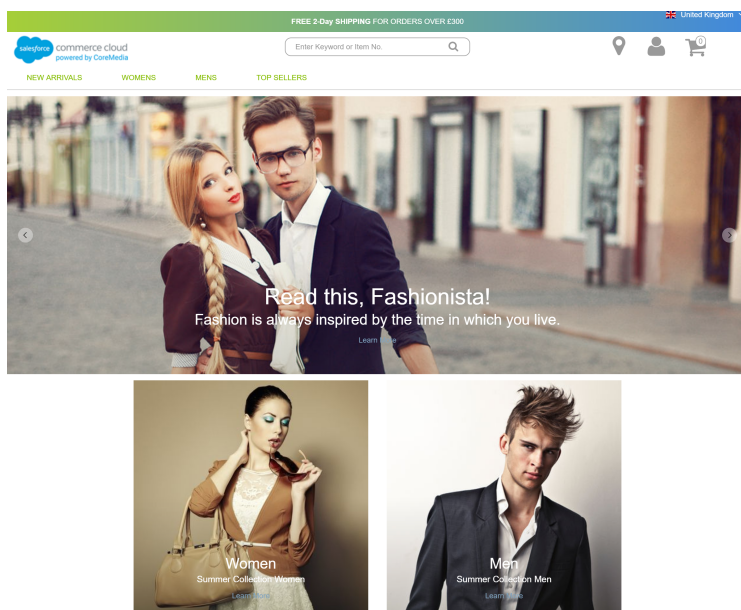 FREE 2-Day SHIPPING FOR ORDERS OVER £300
United Kingdom
salesforce commerce cloud
powered by CoreMedia
Enter Keyword or Item No.
0
NEW ARRIVALS WOMENS MENS TOP SELLERS
Read this, Fashionista!
Fashion is always inspired by the time in which you live.
Learn More
Women
Summer Collection Women
Learn More
Men
Summer Collection Men
Learn More